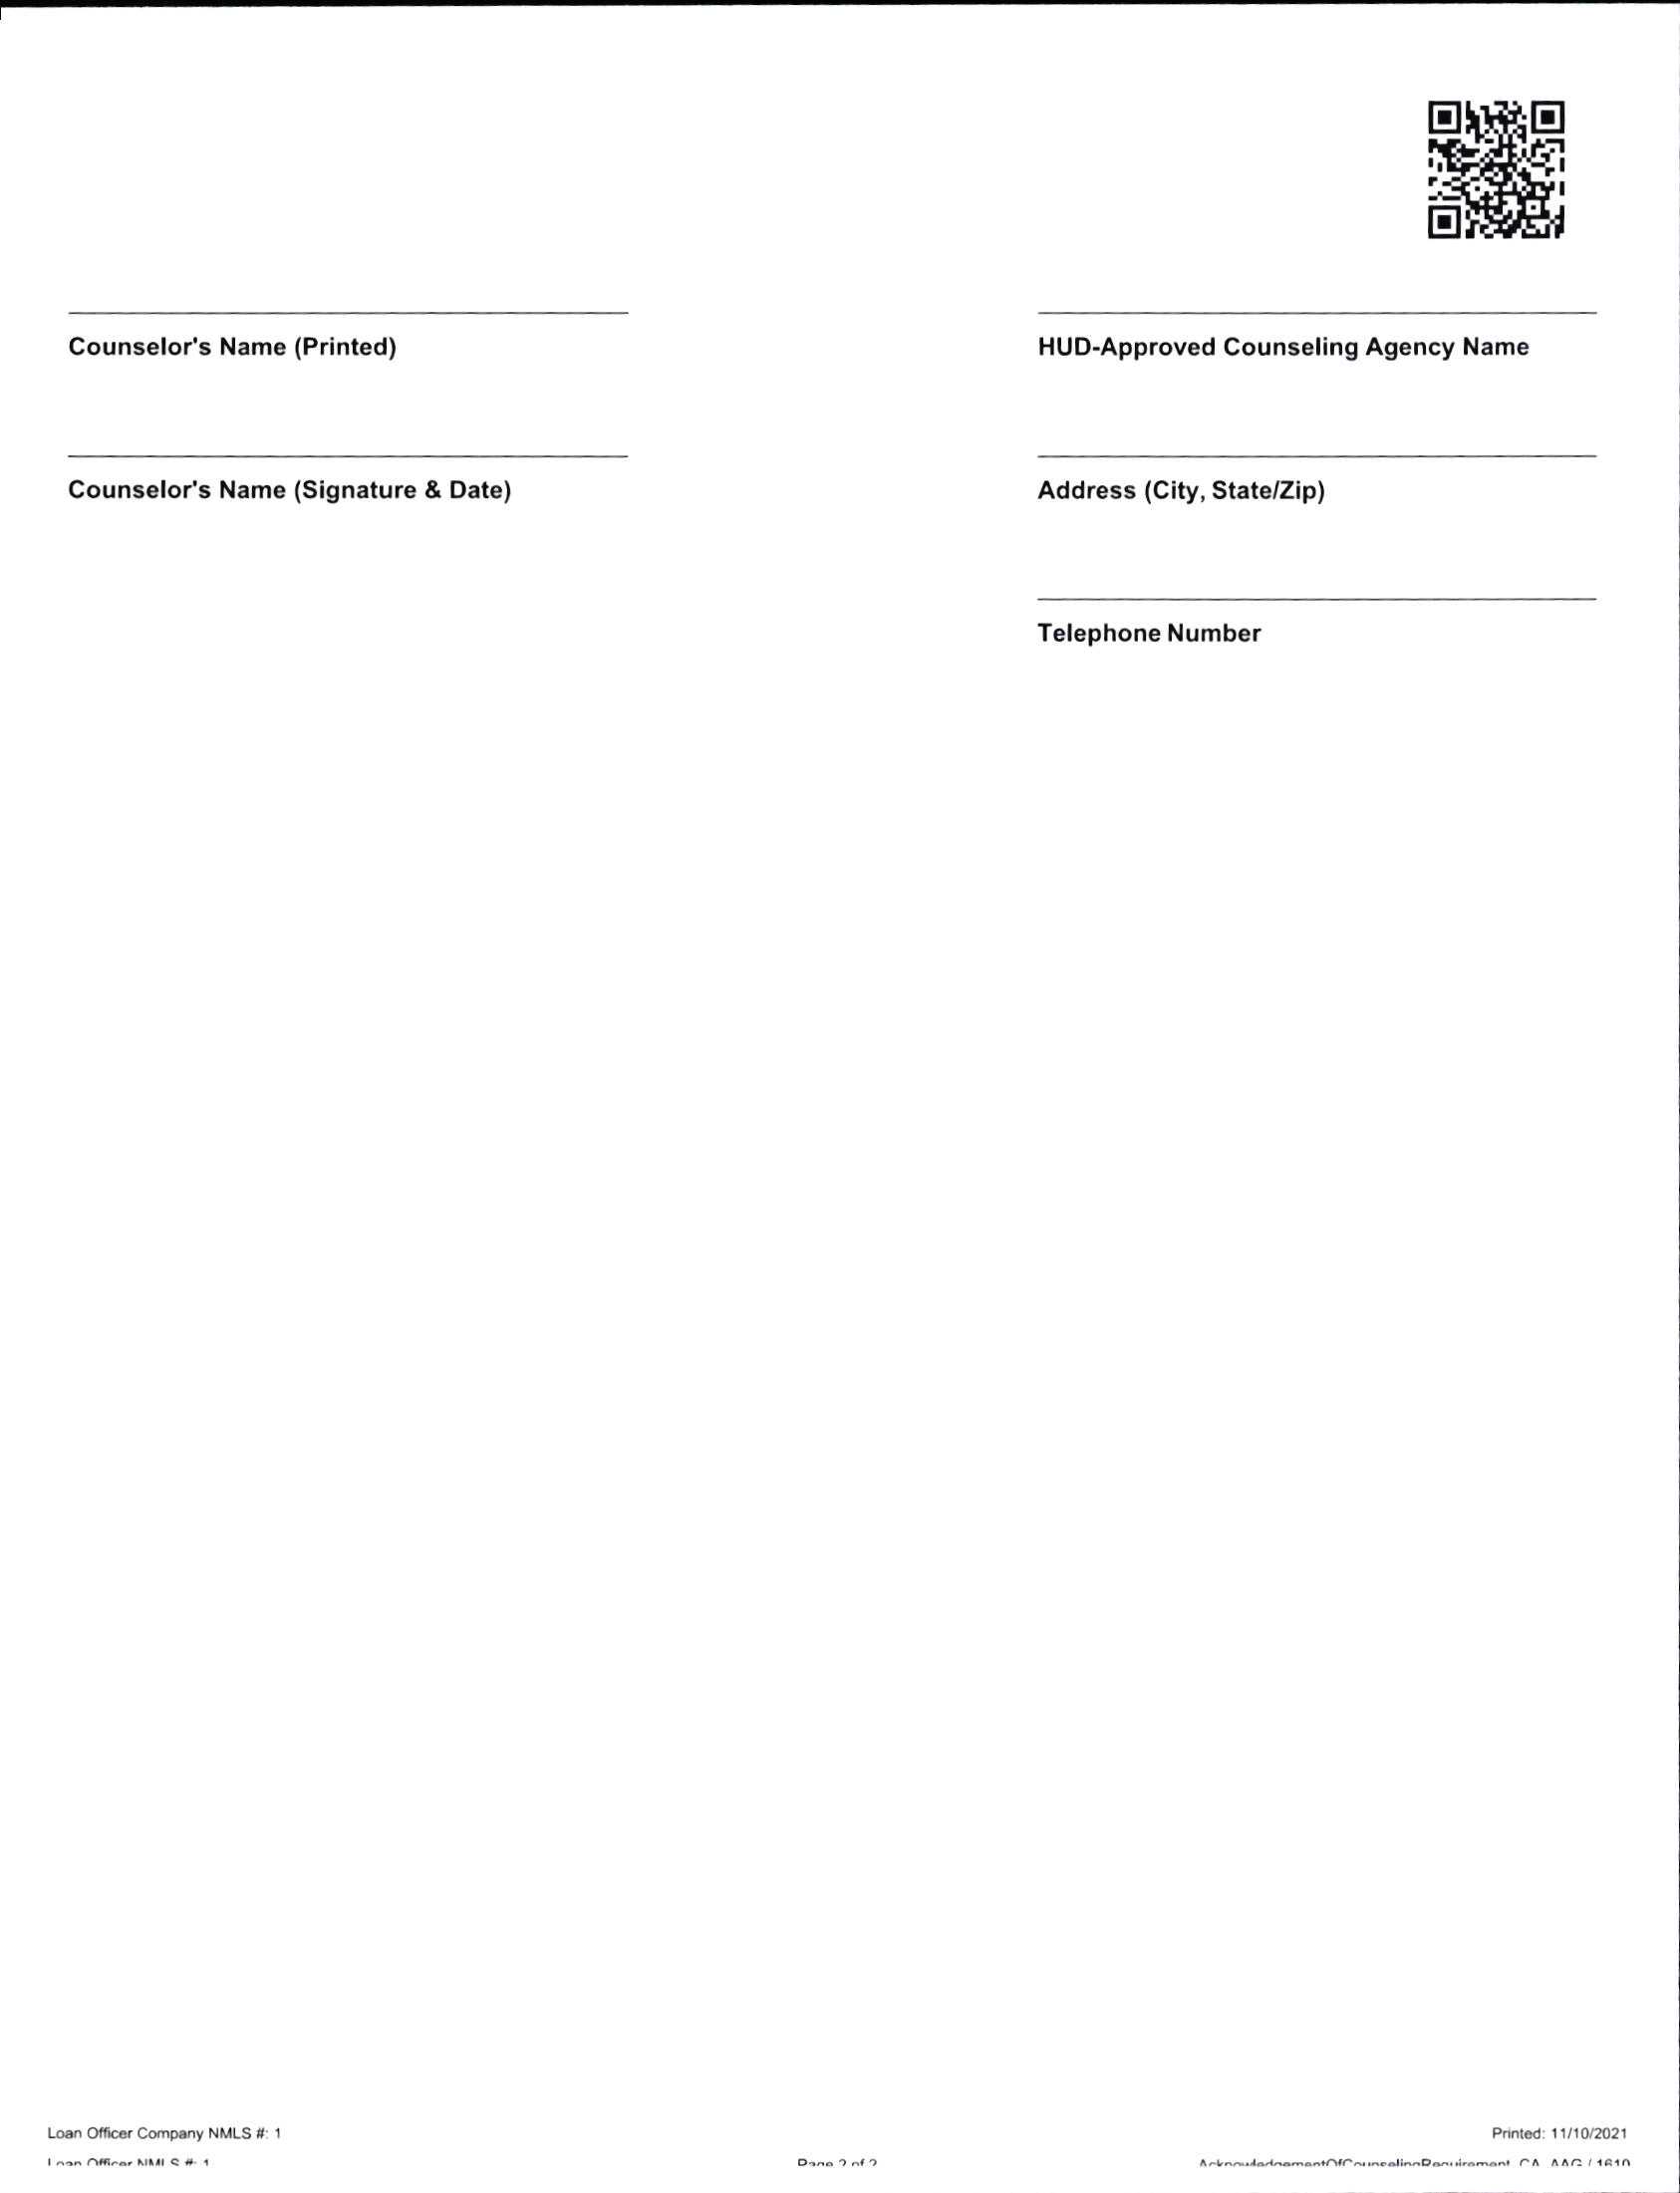 Counselor's Name (Printed)
HUD-Approved Counseling Agency Name
Counselor's Name (Signature & Date)
Address (City, State/Zip)
Telephone Number
Loan Officer Company NMLS #: 1
Printed: 11/10/2021
Loan Officer NMLS #: 1
Page 2 of 2
AcknowledgementOfCounselingRequirement_CA_AAG / 1610